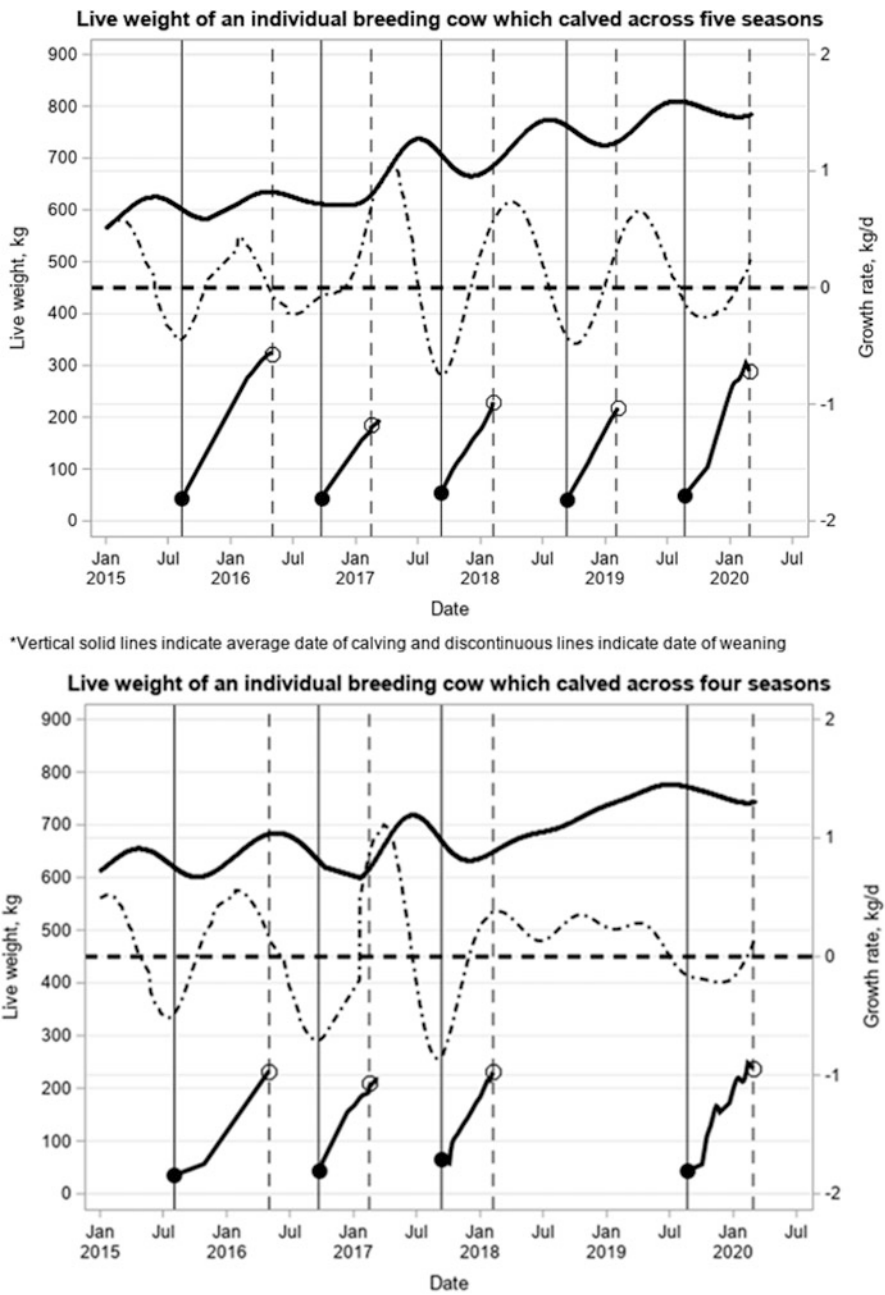 Live weight of an individual breeding cow which calved across five seasons
900
800
700
600
500
400
300
200
100
0
Live weight, kg
2
1
0
-1
-2
Growth rate, kg/d
Jan Jul Jan Jul Jan Jul Jan Jul Jan Jul Jan Jul
2015 2016 2017 2018 2019 2020
Date
*Vertical solid lines indicate average date of calving and discontinuous lines indicate date of weaning
Live weight of an individual breeding cow which calved across four seasons
900
800
700
600
500
400
300
200
100
0
Live weight, kg
2
1
0
-1
-2
Growth rate, kg/d
Jan Jul Jan Jul Jan Jul Jan Jul Jan Jul Jan Jul
2015 2016 2017 2018 2019 2020
Date